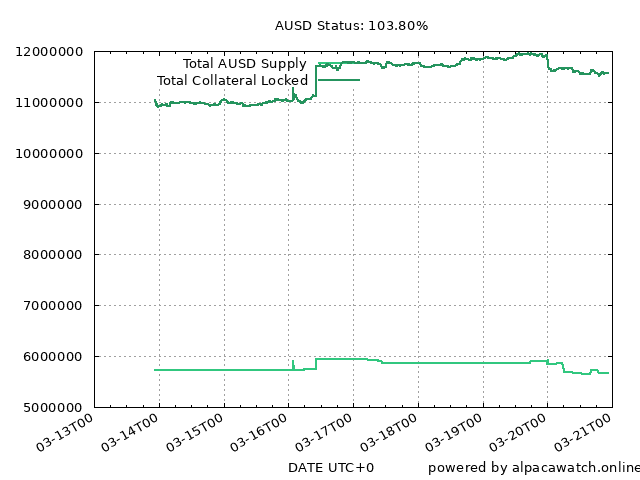 AUSD Status: 103.80%
12000000
11000000
10000000
9000000
8000000
7000000
6000000
5000000
Total AUSD Supply
Total Collateral Locked
03-13T00
03-14T00
03-15T00
03-16T00
03-17T00
03-18T00
03-19T00
03-20T00
03-21T00
DATE UTC+0
powered by alpacawatch.online